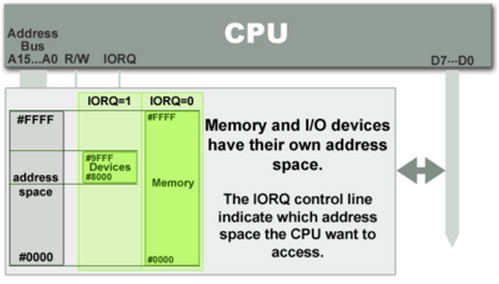 CPU
Address
Bus
A15...A0 R/W IORQ
D7...D0
IORQ=1 IORQ=0
#FFFF
#FFFF
#9FFF
Devices
#8000
address
space
Memory
#0000
#0000
Memory and I/O devices
have their own address
space.
The IORQ control line
indicate which address
space the CPU want to
access.